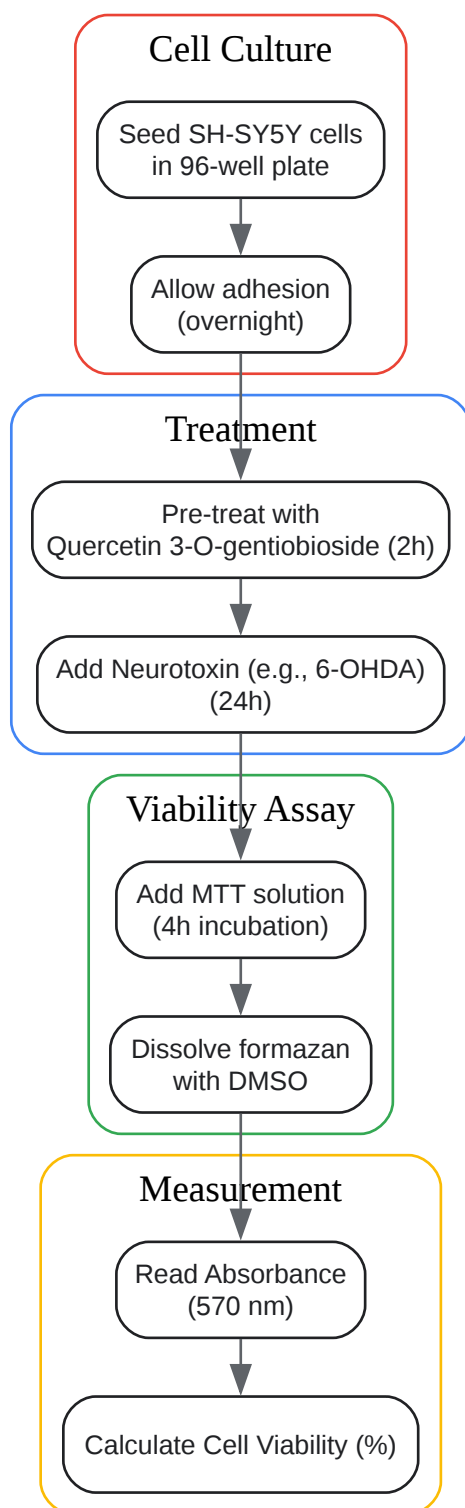 Cell Culture
Seed SH-SY5Y cells
in 96-well plate
Allow adhesion
(overnight)
Treatment
Pre-treat with
Quercetin 3-O-gentiobioside (2h)
Add Neurotoxin (e.g., 6-OHDA)
(24h)
Viability Assay
Add MTT solution
(4h incubation)
Dissolve formazan
with DMSO
Measurement
Read Absorbance
(570 nm)
Calculate Cell Viability (%)